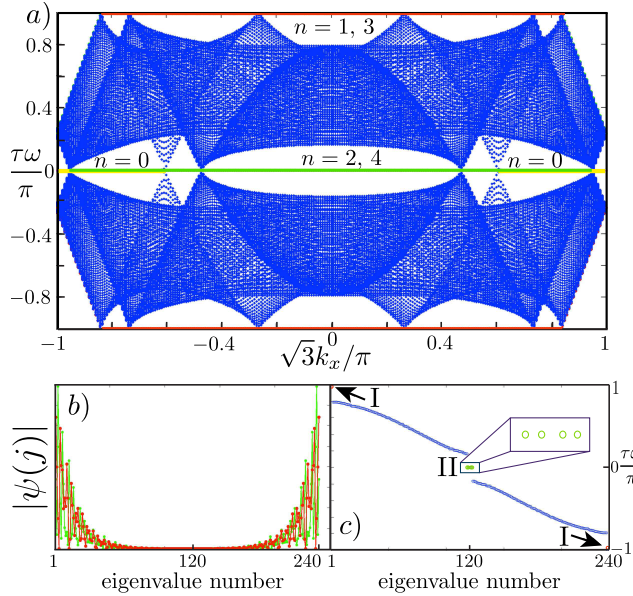 a)
0.8
n = 1, 3
0.4
τω/π
n = 0
n = 2, 4
n = 0
0
−0.4
−0.8
−1
−0.4
0
0.4
1
√3kₓ/π
b)
|ψ(j)|
1
120
240
eigenvalue number
I
II
I
c)
1
0
τω/π
−1
1
120
240
eigenvalue number